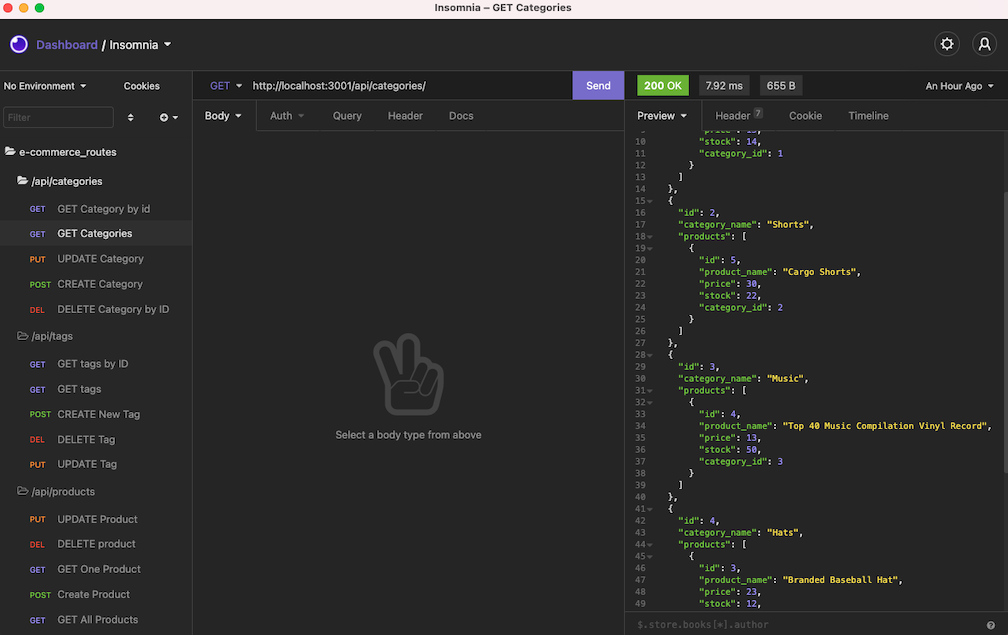 Insomnia – GET Categories
Dashboard / Insomnia
No Environment
Cookies
Filter
e-commerce_routes
/api/categories
GET GET Category by id
GET GET Categories
PUT UPDATE Category
POST CREATE Category
DEL DELETE Category by ID
/api/tags
GET GET tags by ID
GET GET tags
POST CREATE New Tag
DEL DELETE Tag
PUT UPDATE Tag
/api/products
PUT UPDATE Product
DEL DELETE product
GET GET One Product
POST Create Product
GET GET All Products
GET http://localhost:3001/api/categories/ Send
Body Auth Query Header Docs
Select a body type from above
200 OK 7.92 ms 655 B An Hour Ago
Preview Header 7 Cookie Timeline
10 "stock": 14,
11 "category_id": 1
12 }
13 ]
14 },
15 {
16 "id": 2,
17 "category_name": "Shorts",
18 "products": [
19 {
20 "id": 5,
21 "product_name": "Cargo Shorts",
22 "price": 30,
23 "stock": 22,
24 "category_id": 2
25 }
26 ]
27 },
28 {
29 "id": 3,
30 "category_name": "Music",
31 "products": [
32 {
33 "id": 4,
34 "product_name": "Top 40 Music Compilation Vinyl Record",
35 "price": 13,
36 "stock": 50,
37 "category_id": 3
38 }
39 ]
40 },
41 {
42 "id": 4,
43 "category_name": "Hats",
44 "products": [
45 {
46 "id": 3,
47 "product_name": "Branded Baseball Hat",
48 "price": 23,
49 "stock": 12,
$.store.books[*].author